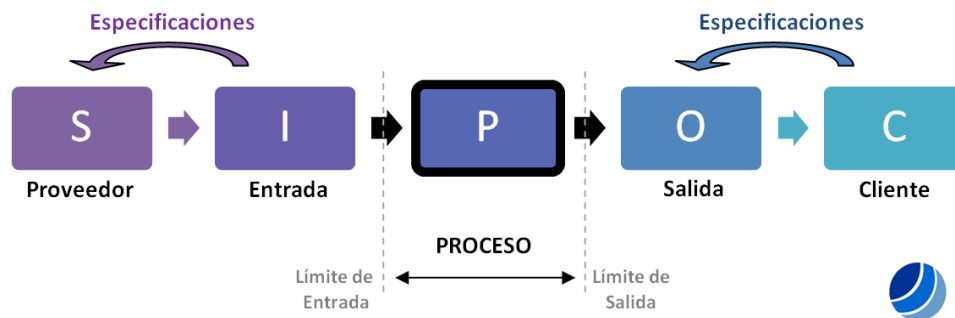 Especificaciones
Especificaciones
S
I
P
O
C
Proveedor
Entrada
Salida
Cliente
PROCESO
Límite de
Entrada
Límite de
Salida